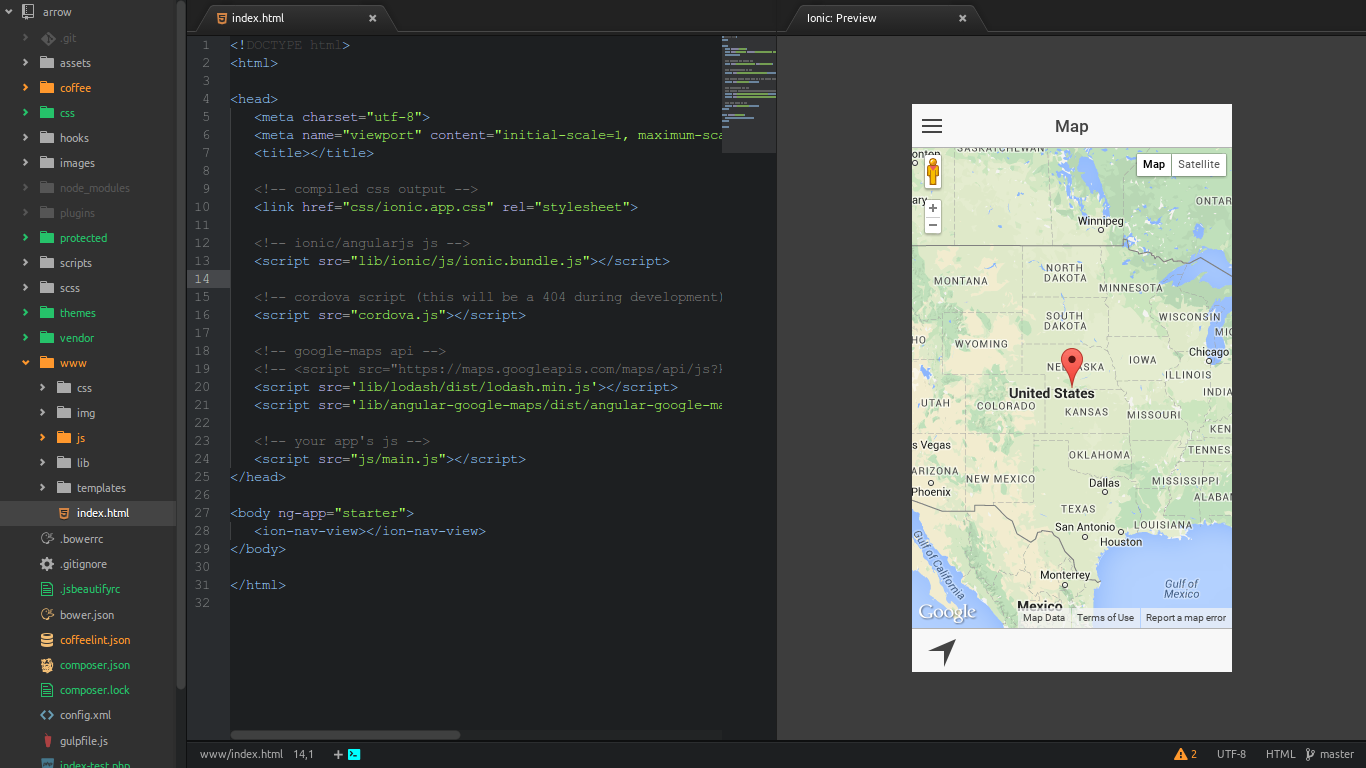 arrow
.git
assets
coffee
css
hooks
images
node_modules
plugins
protected
scripts
scss
themes
vendor
www
css
img
js
lib
templates
index.html
.bowerrc
.gitignore
.jsbeautifyrc
bower.json
coffeelint.json
composer.json
composer.lock
config.xml
gulpfile.js
index-test.php
index.html
1 <!DOCTYPE html>
2 <html>
3
4 <head>
5 <meta charset="utf-8">
6 <meta name="viewport" content="initial-scale=1, maximum-sca
7 <title></title>
8
9 <!-- compiled css output -->
10 <link href="css/ionic.app.css" rel="stylesheet">
11
12 <!-- ionic/angularjs js -->
13 <script src="lib/ionic/js/ionic.bundle.js"></script>
14
15 <!-- cordova script (this will be a 404 during development)
16 <script src="cordova.js"></script>
17
18 <!-- google-maps api -->
19 <!-- <script src="https://maps.googleapis.com/maps/api/js?k
20 <script src='lib/lodash/dist/lodash.min.js'></script>
21 <script src='lib/angular-google-maps/dist/angular-google-ma
22
23 <!-- your app's js -->
24 <script src="js/main.js"></script>
25 </head>
26
27 <body ng-app="starter">
28 <ion-nav-view></ion-nav-view>
29 </body>
30
31 </html>
32
www/index.html 14,1 +
Ionic: Preview
Map
SASKATCHEWAN
Map Satellite
ONTAR
+
Winnipeg
−
MONTANA
NORTH DAKOTA
MINNESOTA
SOUTH DAKOTA
WISCONSIN
HO
WYOMING
MIC
Chicago
IOWA
NEBRASKA
ILLINOIS
United States
INDIA
UTAH
COLORADO
KANSAS
MISSOURI
KEN
s Vegas
OKLAHOMA
TENNES
ARIZONA
NEW MEXICO
MISSISSIPPI
Phoenix
Dallas
ALABAM
TEXAS
San Antonio
LOUISIANA
Houston
Gulf of California
Monterrey
Gulf of Mexico
Mexico
Google
Map Data Terms of Use Report a map error
2 UTF-8 HTML master